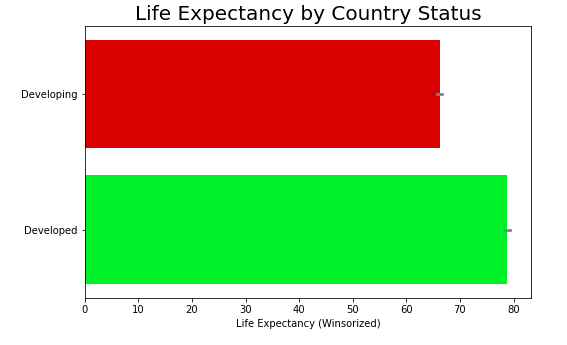 Life Expectancy by Country Status
Developing
Developed
0 10 20 30 40 50 60 70 80
Life Expectancy (Winsorized)